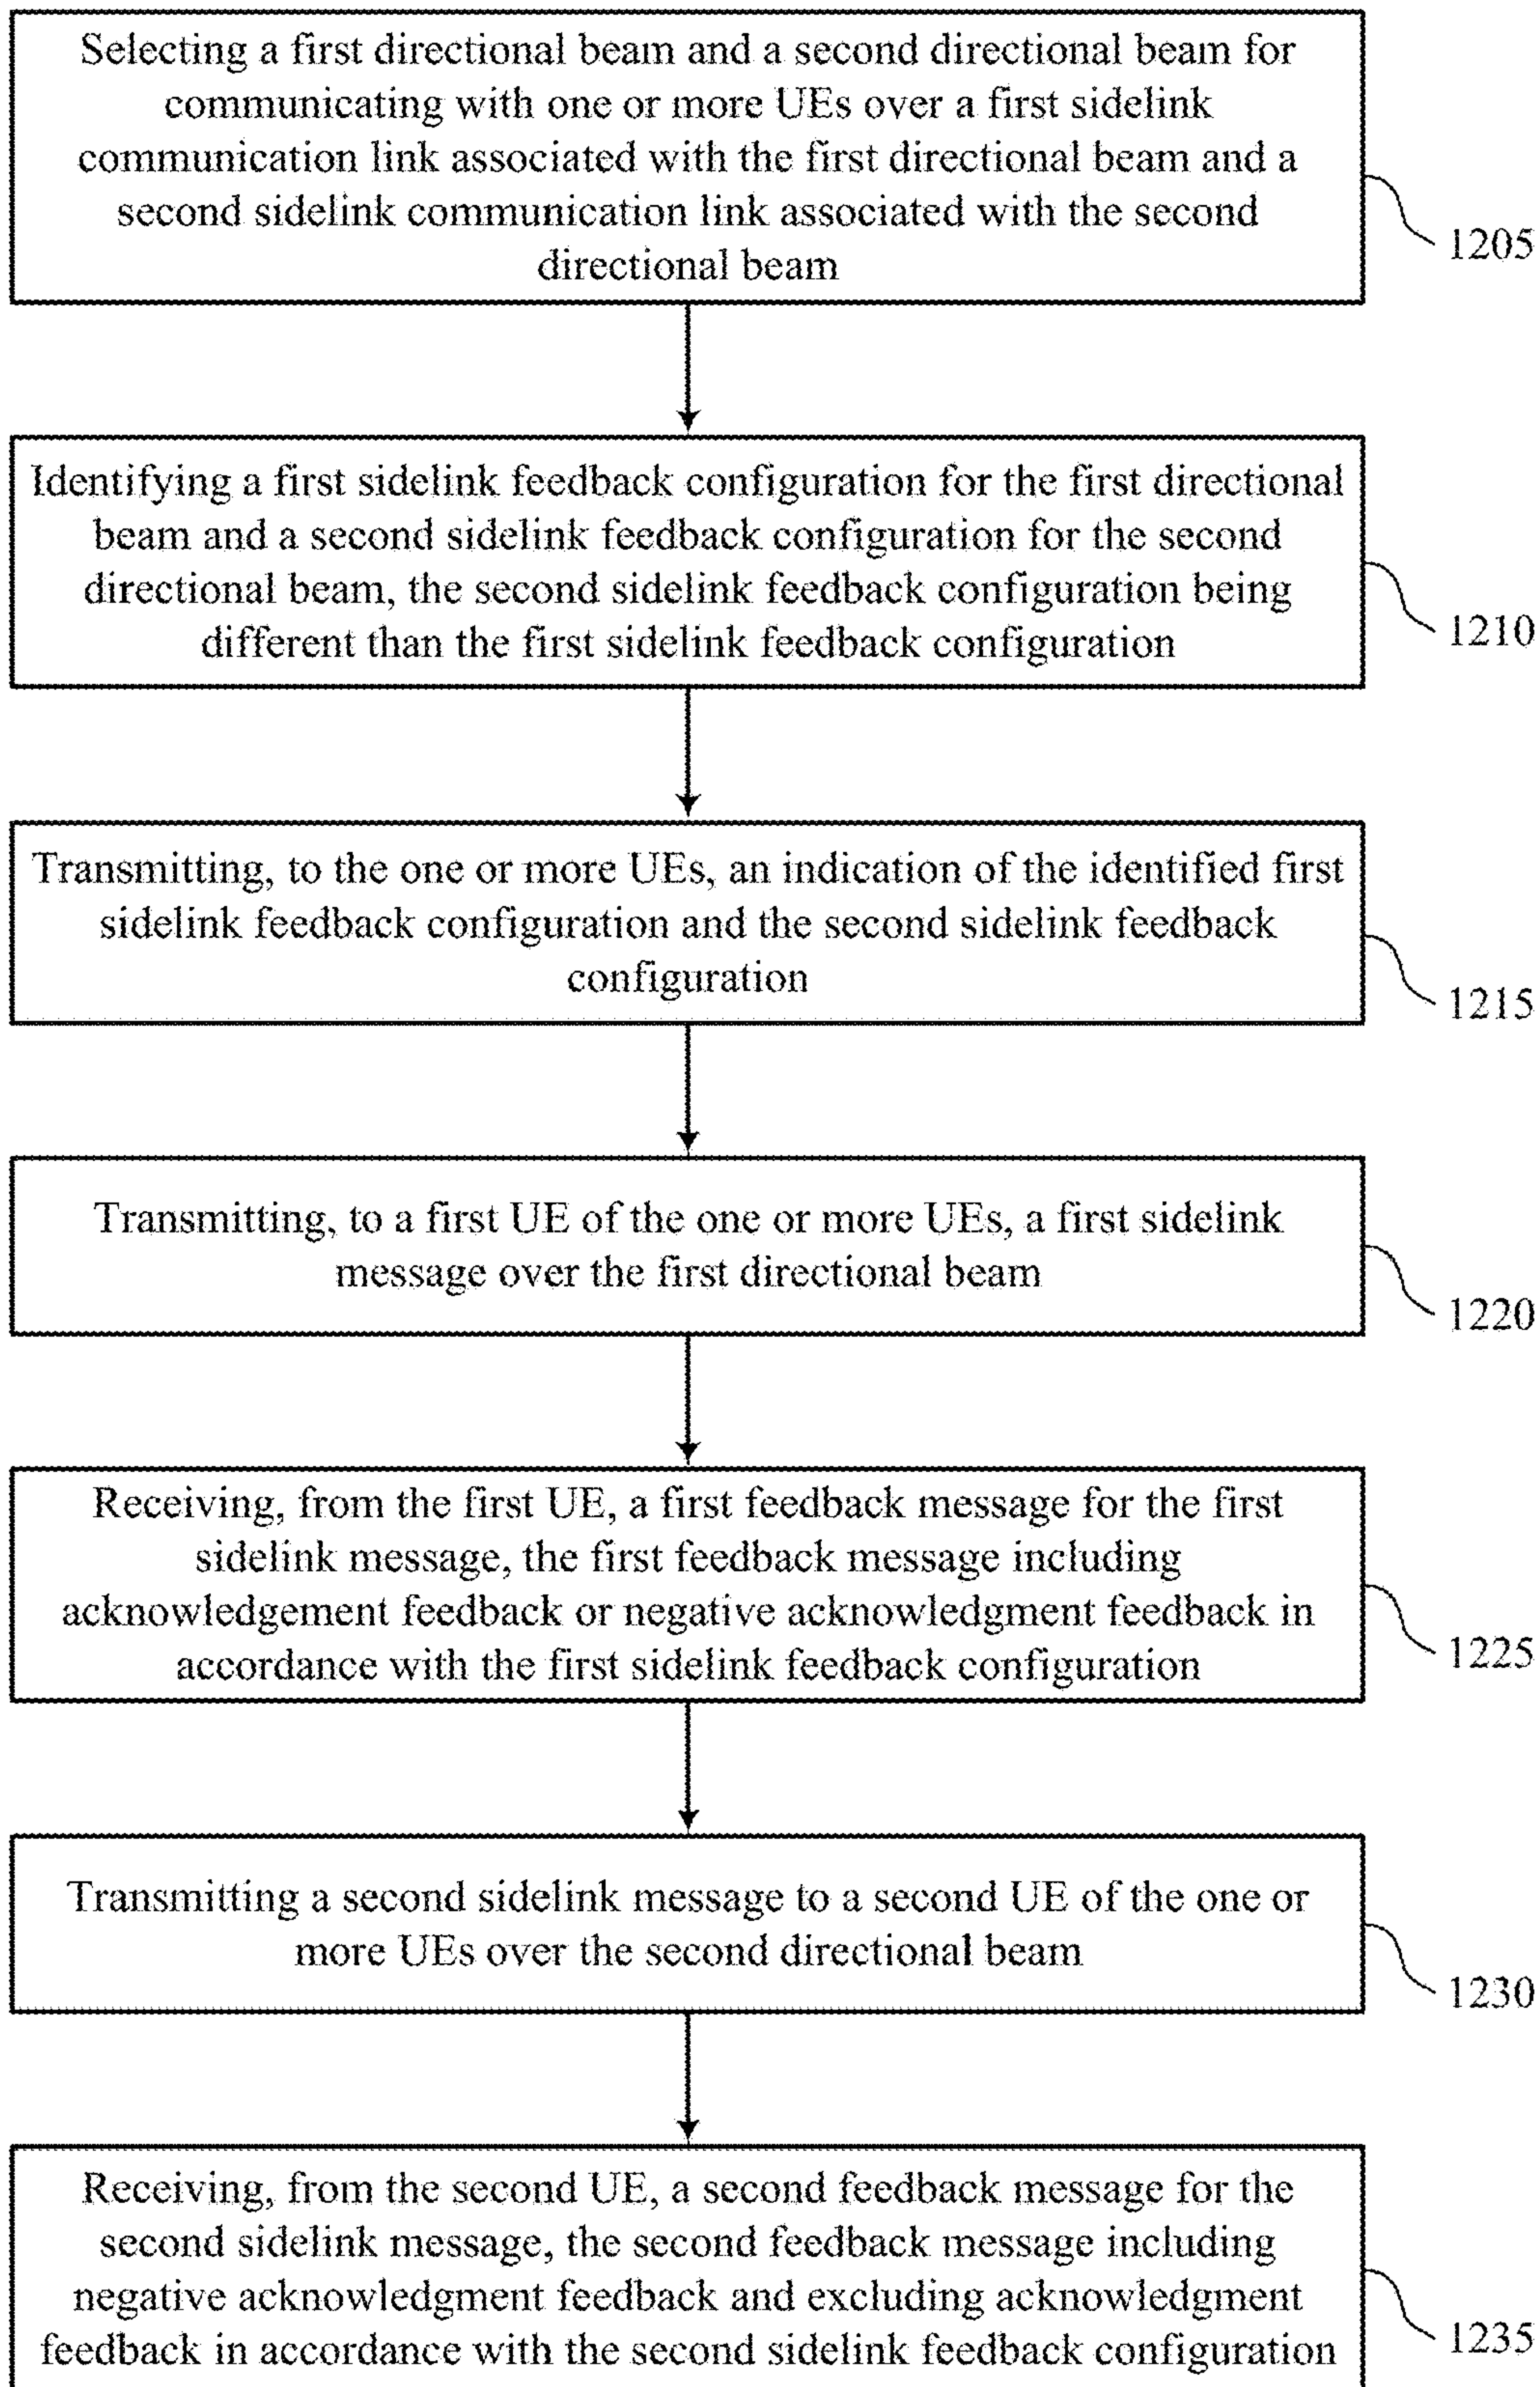 Selecting a first directional beam and a second directional beam for
communicating with one or more UEs over a first sidelink
communication link associated with the first directional beam and a
second sidelink communication link associated with the second
directional beam
1205
Identifying a first sidelink feedback configuration for the first directional
beam and a second sidelink feedback configuration for the second
directional beam, the second sidelink feedback configuration being
different than the first sidelink feedback configuration
1210
Transmitting, to the one or more UEs, an indication of the identified first
sidelink feedback configuration and the second sidelink feedback
configuration
1215
Transmitting, to a first UE of the one or more UEs, a first sidelink
message over the first directional beam
1220
Receiving, from the first UE, a first feedback message for the first
sidelink message, the first feedback message including
acknowledgement feedback or negative acknowledgment feedback in
accordance with the first sidelink feedback configuration
1225
Transmitting a second sidelink message to a second UE of the one or
more UEs over the second directional beam
1230
Receiving, from the second UE, a second feedback message for the
second sidelink message, the second feedback message including
negative acknowledgment feedback and excluding acknowledgment
feedback in accordance with the second sidelink feedback configuration
1235